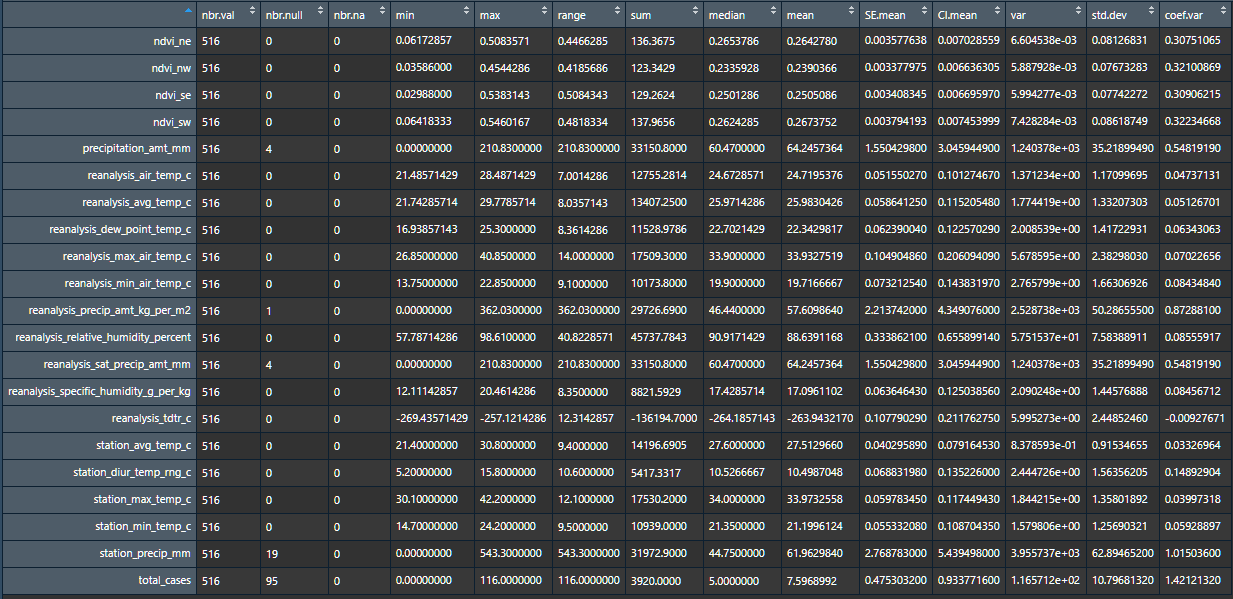 nbr.val nbr.null nbr.na min max range sum median mean SE.mean CI.mean var std.dev coef.var
ndvi_ne 516 0 0 0.06172857 0.5083571 0.4466285 136.3675 0.2653786 0.2642780 0.003577638 0.007028559 6.604538e-03 0.08126831 0.30751065
ndvi_nw 516 0 0 0.03586000 0.4544286 0.4185686 123.3429 0.2335928 0.2390366 0.003377975 0.006636305 5.887928e-03 0.07673283 0.32100869
ndvi_se 516 0 0 0.02988000 0.5383143 0.5084343 129.2624 0.2501286 0.2505086 0.003408345 0.006695970 5.994277e-03 0.07742272 0.30906215
ndvi_sw 516 0 0 0.06418333 0.5460167 0.4818334 137.9656 0.2624285 0.2673752 0.003794193 0.007453999 7.428284e-03 0.08618749 0.32234668
precipitation_amt_mm 516 4 0 0.00000000 210.8300000 210.8300000 33150.8000 60.4700000 64.2457364 1.550429800 3.045944900 1.240378e+03 35.21899490 0.54819190
reanalysis_air_temp_c 516 0 0 21.48571429 28.4871429 7.0014286 12755.2814 24.6728571 24.7195376 0.051550270 0.101274670 1.371234e+00 1.17099695 0.04737131
reanalysis_avg_temp_c 516 0 0 21.74285714 29.7785714 8.0357143 13407.2500 25.9714286 25.9830426 0.058641250 0.115205480 1.774419e+00 1.33207303 0.05126701
reanalysis_dew_point_temp_c 516 0 0 16.93857143 25.3000000 8.3614286 11528.9786 22.7021429 22.3429817 0.062390040 0.122570290 2.008539e+00 1.41722931 0.06343063
reanalysis_max_air_temp_c 516 0 0 26.85000000 40.8500000 14.0000000 17509.3000 33.9000000 33.9327519 0.104904860 0.206094090 5.678595e+00 2.38298030 0.07022656
reanalysis_min_air_temp_c 516 0 0 13.75000000 22.8500000 9.1000000 10173.8000 19.9000000 19.7166667 0.073212540 0.143831970 2.765799e+00 1.66306926 0.08434840
reanalysis_precip_amt_kg_per_m2 516 1 0 0.00000000 362.0300000 362.0300000 29726.6900 46.4400000 57.6098640 2.213742000 4.349076000 2.528738e+03 50.28655500 0.87288100
reanalysis_relative_humidity_percent 516 0 0 57.78714286 98.6100000 40.8228571 45737.7843 90.9171429 88.6391168 0.333862100 0.655899140 5.751537e+01 7.58388911 0.08555917
reanalysis_sat_precip_amt_mm 516 4 0 0.00000000 210.8300000 210.8300000 33150.8000 60.4700000 64.2457364 1.550429800 3.045944900 1.240378e+03 35.21899490 0.54819190
reanalysis_specific_humidity_g_per_kg 516 0 0 12.11142857 20.4614286 8.3500000 8821.5929 17.4285714 17.0961102 0.063646430 0.125038560 2.090248e+00 1.44576888 0.08456712
reanalysis_tdtr_c 516 0 0 -269.43571429 -257.1214286 12.3142857 -136194.7000 -264.1857143 -263.9432170 0.107790290 0.211762750 5.995273e+00 2.44852460 -0.00927671
station_avg_temp_c 516 0 0 21.40000000 30.8000000 9.4000000 14196.6905 27.6000000 27.5129660 0.040295890 0.079164530 8.378593e-01 0.91534655 0.03326964
station_diur_temp_rng_c 516 0 0 5.20000000 15.8000000 10.6000000 5417.3317 10.5266667 10.4987048 0.068831980 0.135226000 2.444726e+00 1.56356205 0.14892904
station_max_temp_c 516 0 0 30.10000000 42.2000000 12.1000000 17530.2000 34.0000000 33.9732558 0.059783450 0.117449430 1.844215e+00 1.35801892 0.03997318
station_min_temp_c 516 0 0 14.70000000 24.2000000 9.5000000 10939.0000 21.3500000 21.1996124 0.055332080 0.108704350 1.579806e+00 1.25690321 0.05928897
station_precip_mm 516 19 0 0.00000000 543.3000000 543.3000000 31972.9000 44.7500000 61.9629840 2.768783000 5.439498000 3.955737e+03 62.89465200 1.01503600
total_cases 516 95 0 0.00000000 116.0000000 116.0000000 3920.0000 5.0000000 7.5968992 0.475303200 0.933771600 1.165712e+02 10.79681320 1.42121320